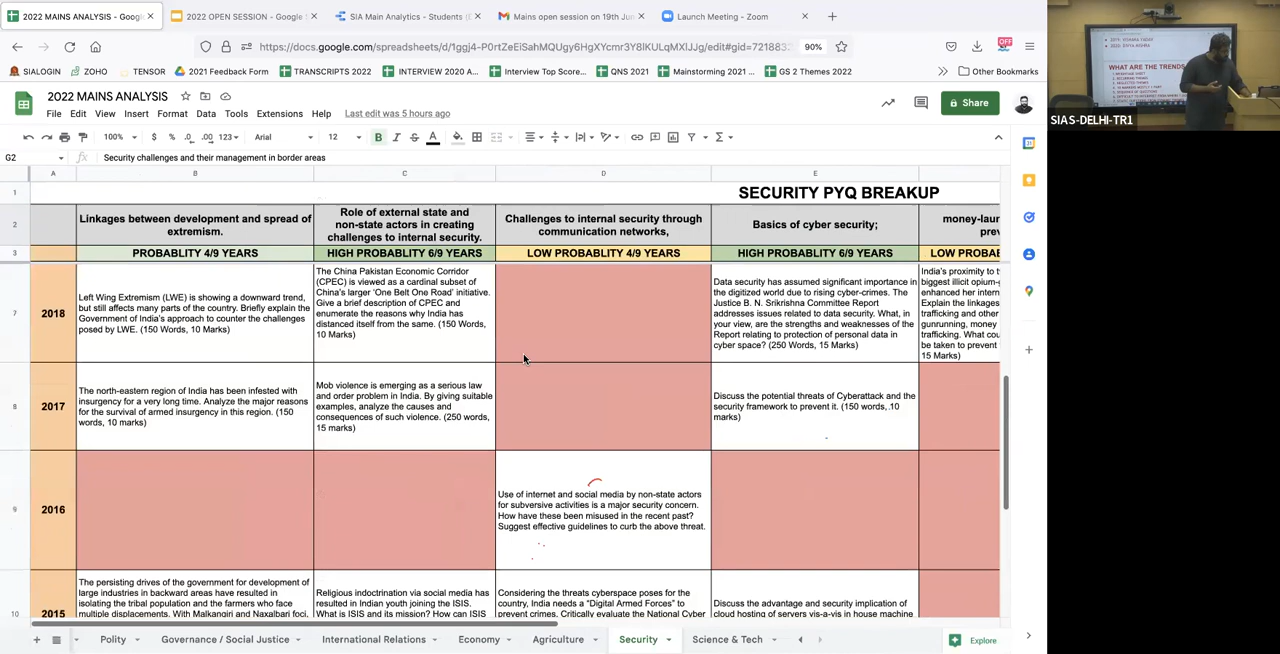 2022 MAINS ANALYSIS - Google
2022 OPEN SESSION - Google S
SIA Main Analytics - Students (E
Mains open session on 19th Jun
Launch Meeting - Zoom
https://docs.google.com/spreadsheets/d/1ggj4-P0rtZeEiSahMQUgy6HgXYcmr3Y8lKULqMXlJJg/edit#gid=721883
90%
SIALOGIN
ZOHO
TENSOR
2021 Feedback Form
TRANSCRIPTS 2022
INTERVIEW 2020 A...
Interview Top Score...
QNS 2021
Mainstorming 2021 ...
GS 2 Themes 2022
Other Bookmarks
2022 MAINS ANALYSIS
File Edit View Insert Format Data Tools Extensions Help
Last edit was 5 hours ago
Share
100%
$ % .0 .00 123
Arial
12
B I S A
G2
fx Security challenges and their management in border areas
A B C D E
1 SECURITY PYQ BREAKUP
2
Linkages between development and spread of
extremism.
Role of external state and
non-state actors in creating
challenges to internal security.
Challenges to internal security through
communication networks,
Basics of cyber security;
money-laun
prev
3
PROBABLITY 4/9 YEARS
HIGH PROBABLITY 6/9 YEARS
LOW PROBABLITY 4/9 YEARS
HIGH PROBABLITY 6/9 YEARS
LOW PROBAB
7
2018
Left Wing Extremism (LWE) is showing a downward trend,
but still affects many parts of the country. Briefly explain the
Government of India's approach to counter the challenges
posed by LWE. (150 Words, 10 Marks)
The China Pakistan Economic Corridor
(CPEC) is viewed as a cardinal subset of
China's larger 'One Belt One Road' initiative.
Give a brief description of CPEC and
enumerate the reasons why India has
distanced itself from the same. (150 Words,
10 Marks)
Data security has assumed significant importance in
the digitized world due to rising cyber-crimes. The
Justice B. N. Srikrishna Committee Report
addresses issues related to data security. What, in
your view, are the strengths and weaknesses of the
Report relating to protection of personal data in
cyber space? (250 Words, 15 Marks)
India's proximity to t
biggest illicit opium-g
enhanced her intern
Explain the linkages
trafficking and other
gunrunning, money
trafficking. What cou
be taken to prevent
15 Marks)
8
2017
The north-eastern region of India has been infested with
insurgency for a very long time. Analyze the major reasons
for the survival of armed insurgency in this region. (150
words, 10 marks)
Mob violence is emerging as a serious law
and order problem in India. By giving suitable
examples, analyze the causes and
consequences of such violence. (250 words,
15 marks)
Discuss the potential threats of Cyberattack and the
security framework to prevent it. (150 words, 10
marks)
9
2016
Use of internet and social media by non-state actors
for subversive activities is a major security concern.
How have these been misused in the recent past?
Suggest effective guidelines to curb the above threat.
10
2015
The persisting drives of the government for development of
large industries in backward areas have resulted in
isolating the tribal population and the farmers who face
multiple displacements. With Malkangiri and Naxalbari foci,
Religious indoctrination via social media has
resulted in Indian youth joining the ISIS.
What is ISIS and its mission? How can ISIS
Considering the threats cyberspace poses for the
country, India needs a "Digital Armed Forces" to
prevent crimes. Critically evaluate the National Cyber
Discuss the advantage and security implication of
cloud hosting of servers vis-a-vis in house machine
Polity
Governance / Social Justice
International Relations
Economy
Agriculture
Security
Science & Tech
Explore
WHAT ARE THE TRENDS
SIAS-DELHI-TR1